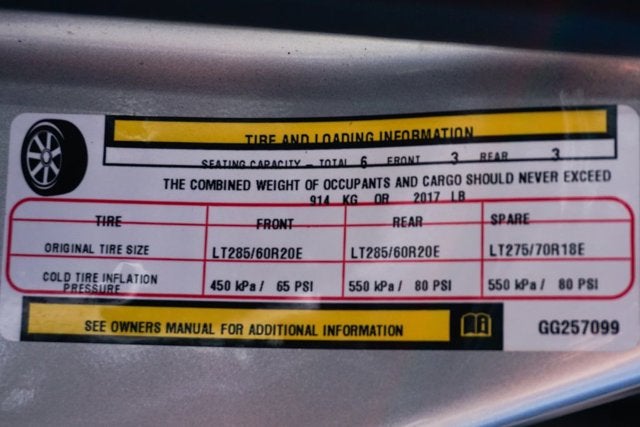 TIRE AND LOADING INFORMATION
SEATING CAPACITY – TOTAL 6 FRONT 3 REAR 3
THE COMBINED WEIGHT OF OCCUPANTS AND CARGO SHOULD NEVER EXCEED
914 KG OR 2017 LB
TIRE FRONT REAR SPARE
ORIGINAL TIRE SIZE LT285/60R20E LT285/60R20E LT275/70R18E
COLD TIRE INFLATION PRESSURE 450 kPa / 65 PSI 550 kPa / 80 PSI 550 kPa / 80 PSI
SEE OWNERS MANUAL FOR ADDITIONAL INFORMATION GG257099